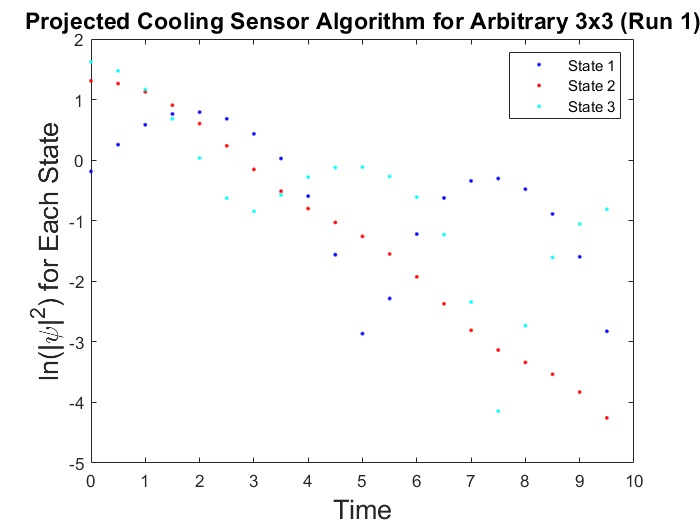 Projected Cooling Sensor Algorithm for Arbitrary 3x3 (Run 1)
ln(|ψ|²) for Each State
2
1
0
-1
-2
-3
-4
-5
State 1
State 2
State 3
0 1 2 3 4 5 6 7 8 9 10
Time